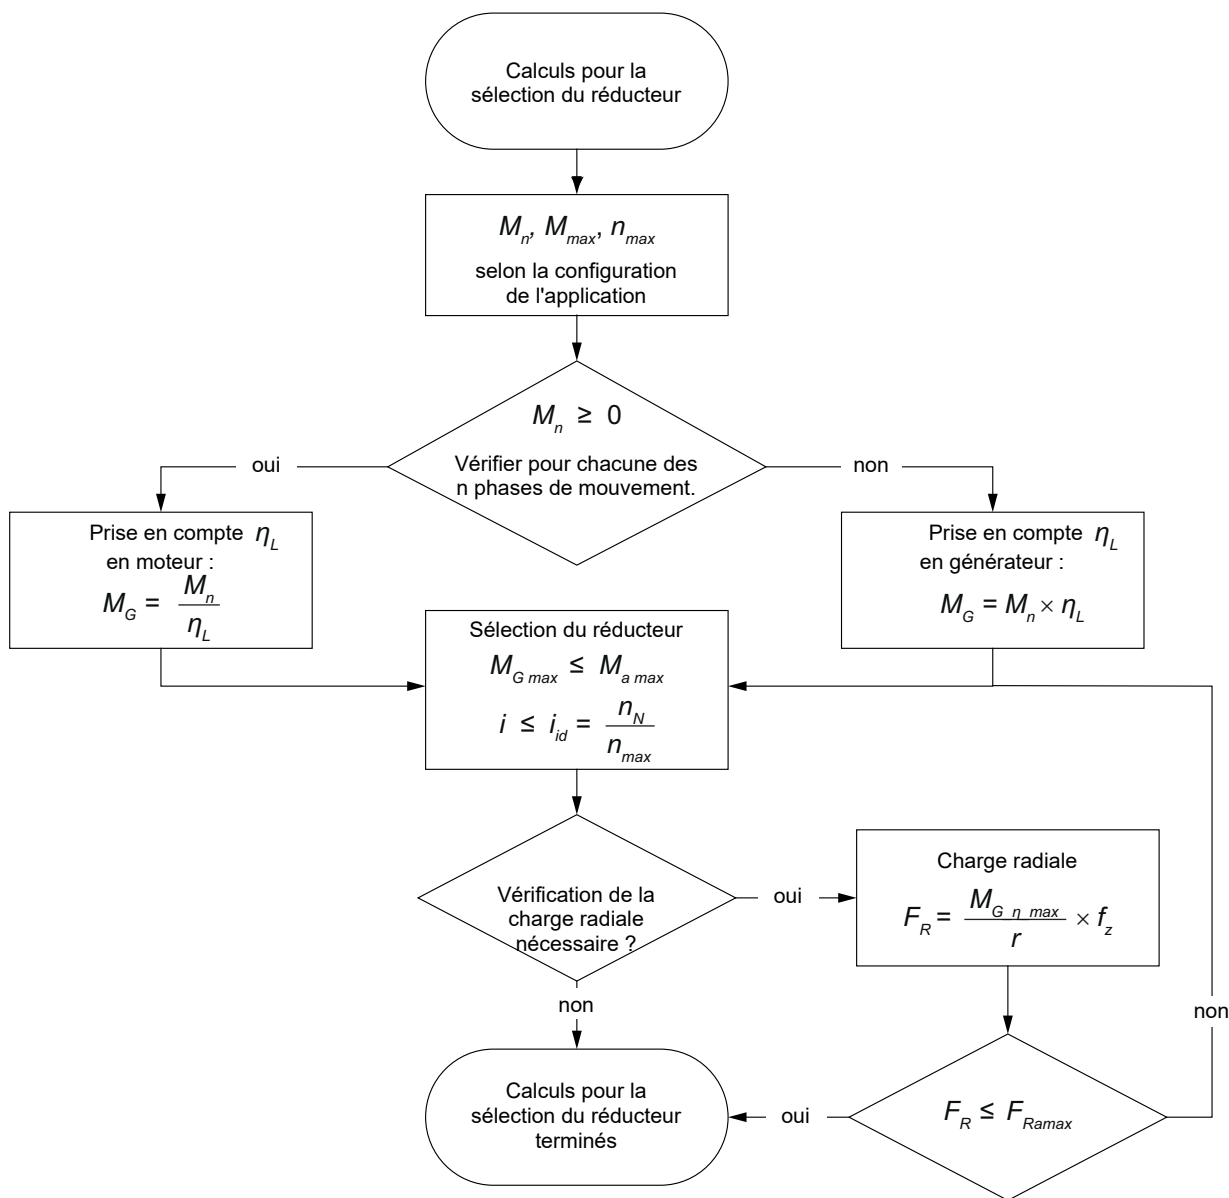 Calculs pour la
sélection du réducteur
M_n, M_max, n_max
selon la configuration
de l'application
M_n ≥ 0
Vérifier pour chacune des
n phases de mouvement.
oui
non
Prise en compte η_L
en moteur :
M_G = M_n / η_L
Prise en compte η_L
en générateur :
M_G = M_n × η_L
Sélection du réducteur
M_G max ≤ M_a max
i ≤ i_id = n_N / n_max
Vérification de la
charge radiale
nécessaire ?
oui
Charge radiale
F_R = M_G_η_max / r × f_z
non
non
Calculs pour la
sélection du réducteur
terminés
oui
F_R ≤ F_Ramax